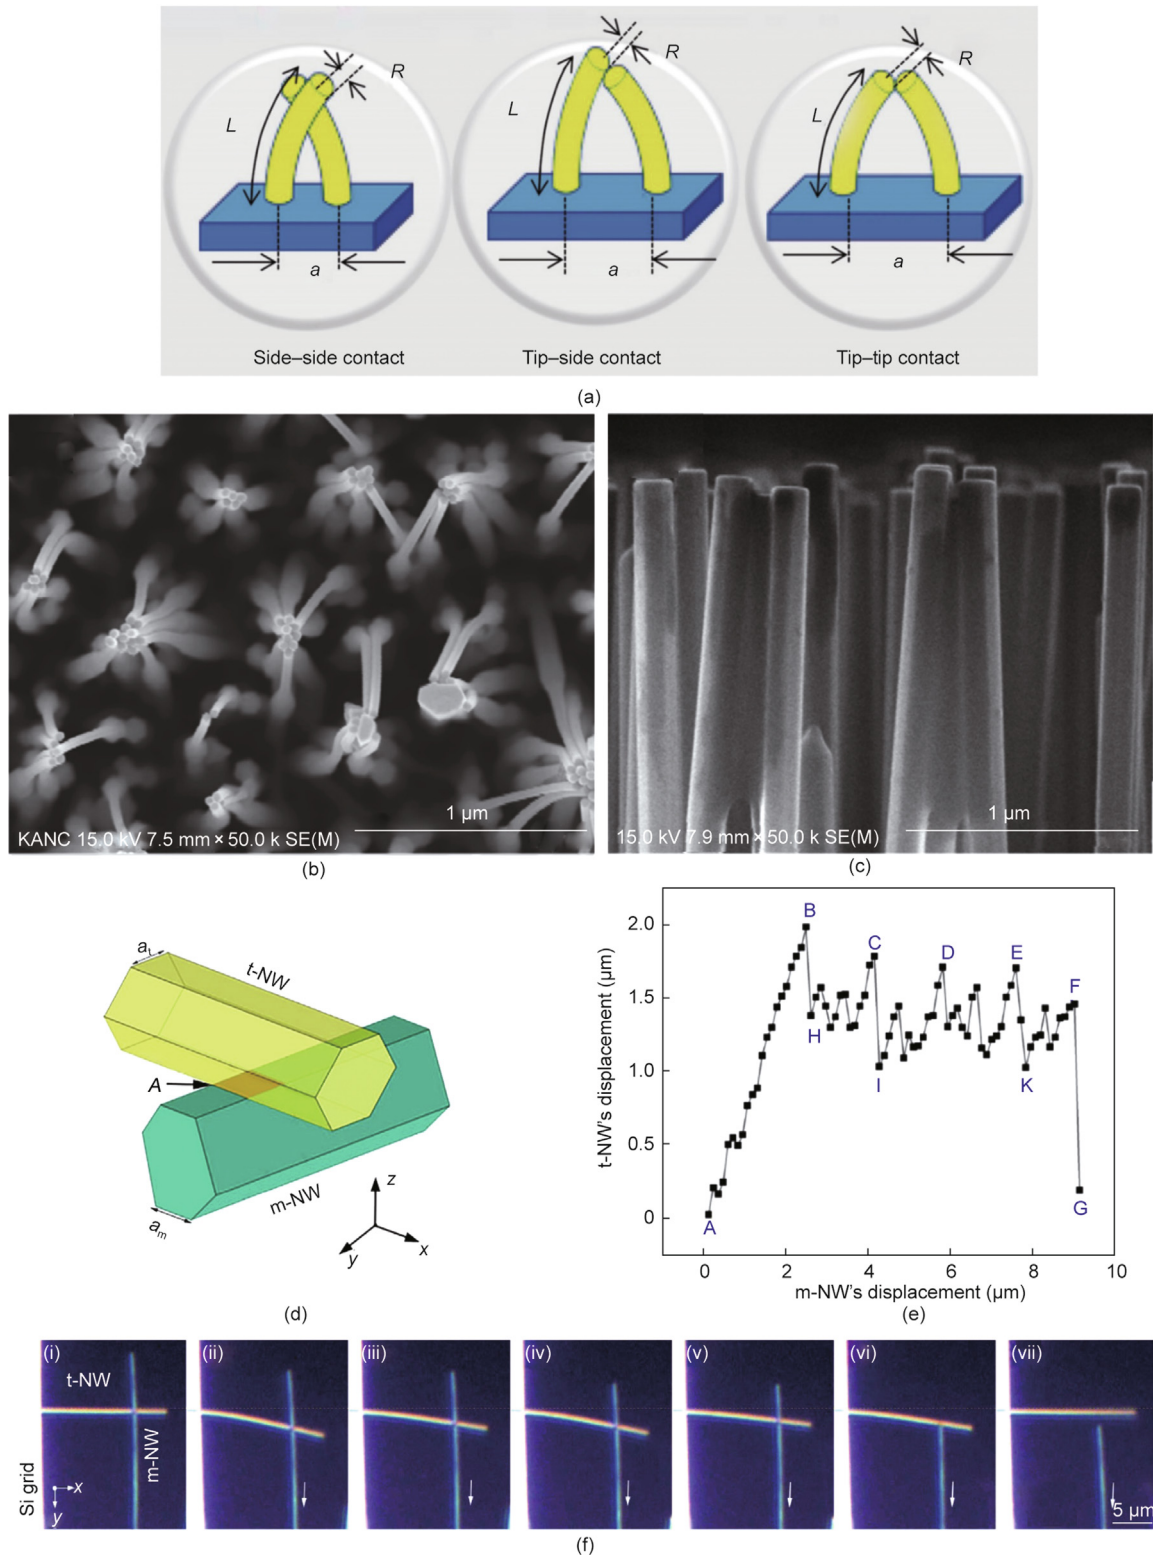 L
R
a
L
R
a
L
R
a
Side–side contact
Tip–side contact
Tip–tip contact
(a)
1 μm
KANC 15.0 kV 7.5 mm × 50.0 k SE(M)
(b)
1 μm
15.0 kV 7.9 mm × 50.0 k SE(M)
(c)
at
t-NW
A
m-NW
am
z
x
y
(d)
t-NW's displacement (μm)
2.0
1.5
1.0
0.5
0
A
B
H
C
I
D
E
K
F
G
0 2 4 6 8 10
m-NW's displacement (μm)
(e)
(i)
(ii)
(iii)
(iv)
(v)
(vi)
(vii)
t-NW
m-NW
Si grid
x
y
5 μm
(f)